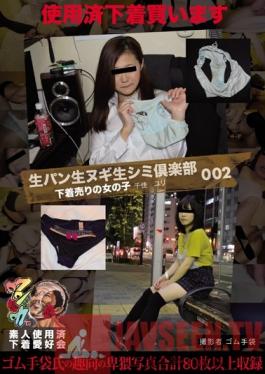 使用済下着買います
生パン生ヌギ生シミ倶楽部 002
下着売りの女の子 千佳 ユリ
素人使用済
下着愛好会
撮影者 ゴム手袋
JAVSEEN.TV
ゴム手袋氏の趣向の卑猥写真合計80枚以上収録